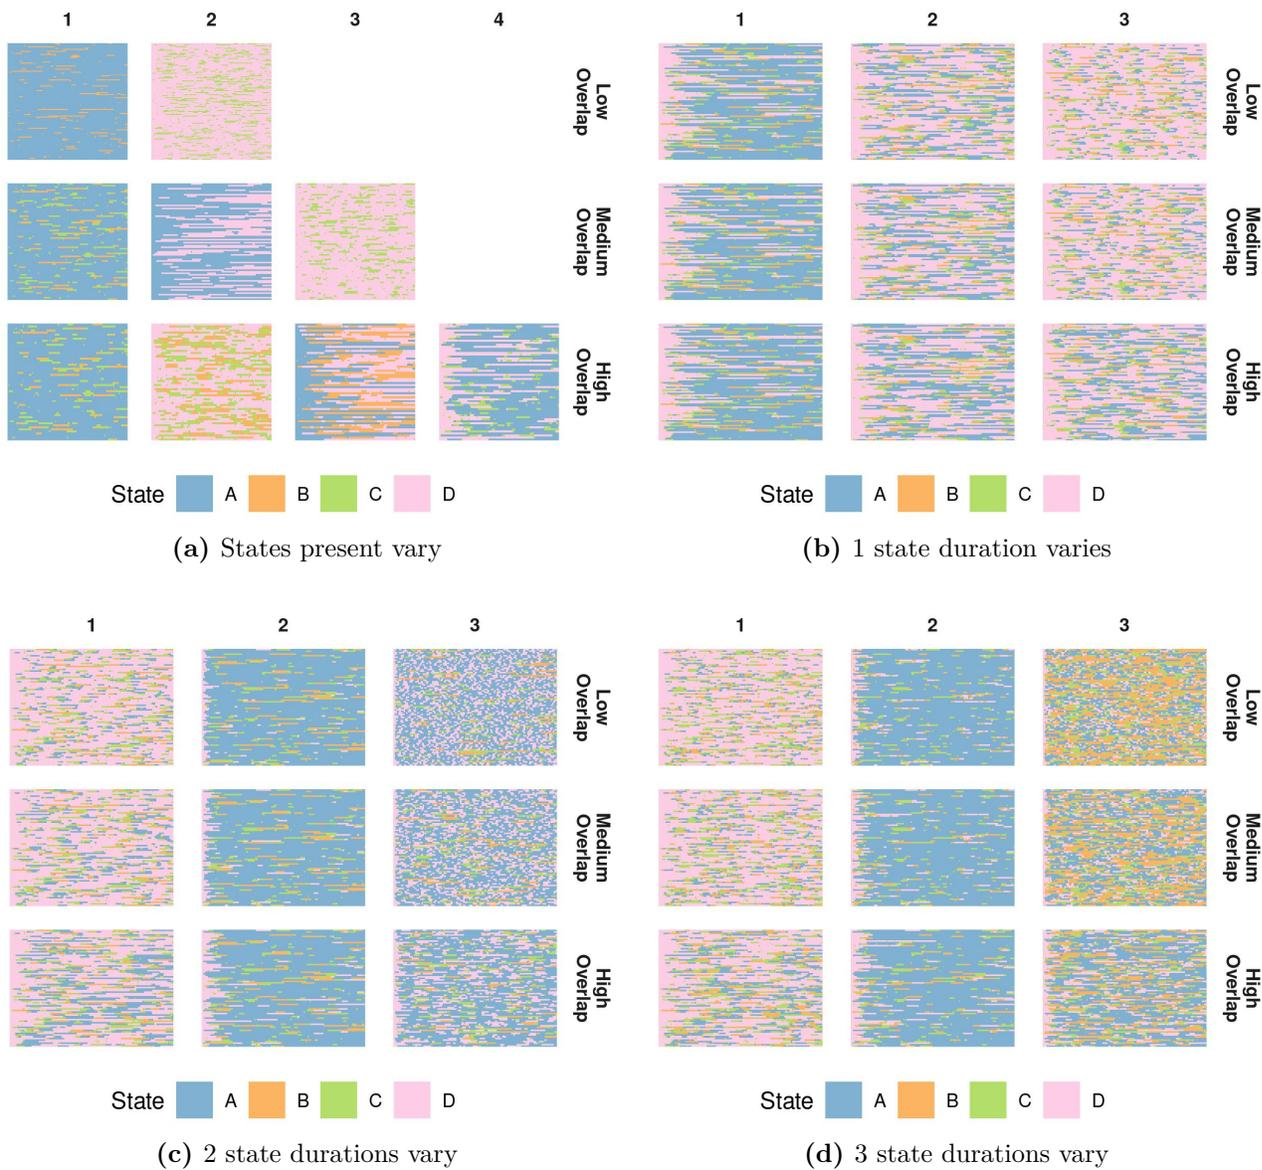 1 2 3 4
Low
Overlap
Medium
Overlap
High
Overlap
State A B C D
(a) States present vary
1 2 3
Low
Overlap
Medium
Overlap
High
Overlap
State A B C D
(b) 1 state duration varies
1 2 3
Low
Overlap
Medium
Overlap
High
Overlap
State A B C D
(c) 2 state durations vary
1 2 3
Low
Overlap
Medium
Overlap
High
Overlap
State A B C D
(d) 3 state durations vary